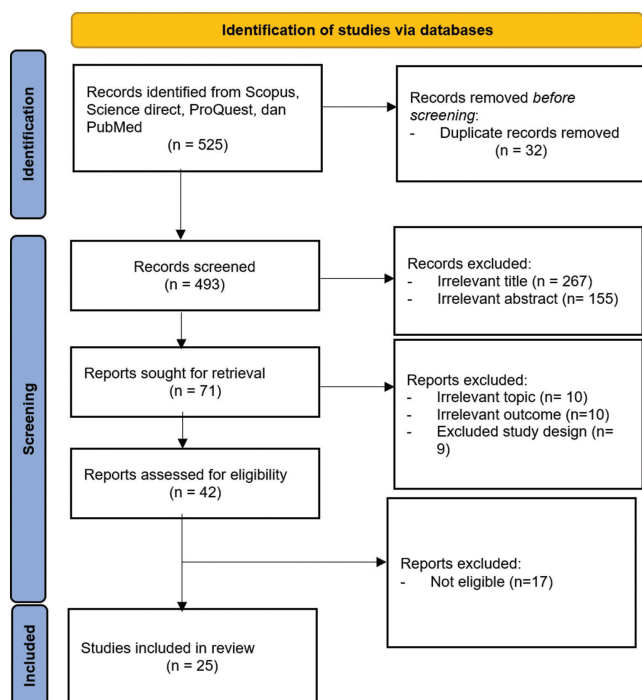 Identification of studies via databases
Identification
Records identified from Scopus,
Science direct, ProQuest, dan
PubMed
(n = 525)
Records removed before
screening:
- Duplicate records removed
(n = 32)
Screening
Records screened
(n = 493)
Records excluded:
- Irrelevant title (n = 267)
- Irrelevant abstract (n= 155)
Reports sought for retrieval
(n = 71)
Reports excluded:
- Irrelevant topic (n= 10)
- Irrelevant outcome (n=10)
- Excluded study design (n=
9)
Reports assessed for eligibility
(n = 42)
Reports excluded:
- Not eligible (n=17)
Included
Studies included in review
(n = 25)